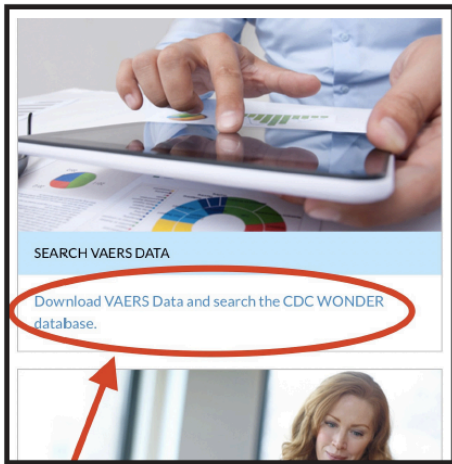 SEARCH VAERS DATA
Download VAERS Data and search the CDC WONDER
database.